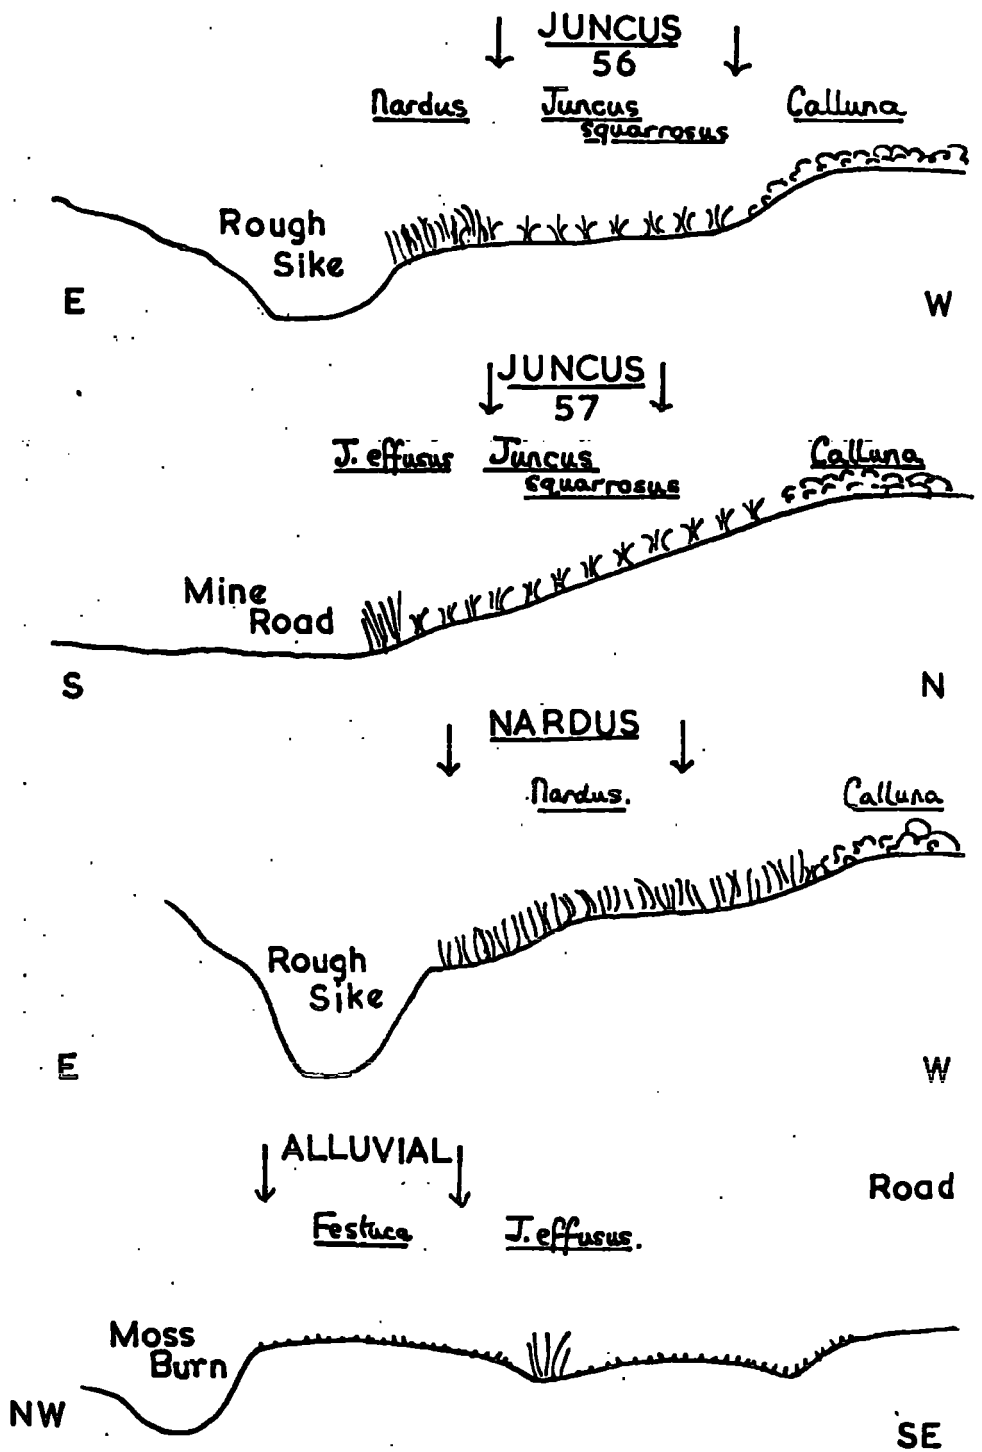 JUNCUS
56
Nardus Juncus squarrosus Calluna
Rough Sike
E W
JUNCUS
57
J. effusus Juncus squarrosus Calluna
Mine Road
S N
NARDUS
Nardus. Calluna
Rough Sike
E W
ALLUVIAL
Road
Festuca J. effusus.
Moss Burn
NW SE